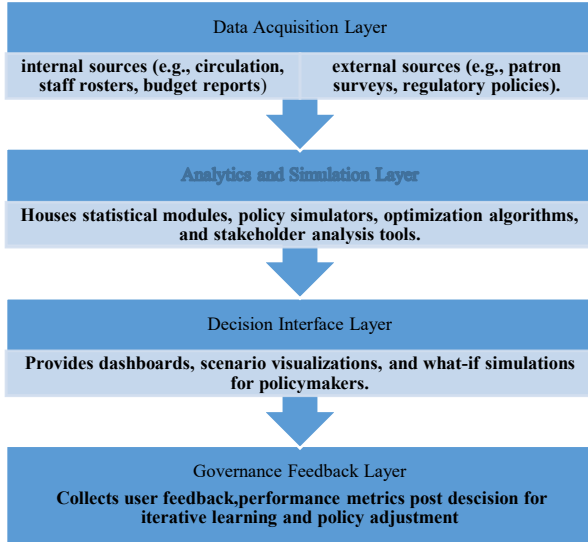 Data Acquisition Layer
internal sources (e.g., circulation,
staff rosters, budget reports)
external sources (e.g., patron
surveys, regulatory policies).
Analytics and Simulation Layer
Houses statistical modules, policy simulators, optimization algorithms,
and stakeholder analysis tools.
Decision Interface Layer
Provides dashboards, scenario visualizations, and what-if simulations
for policymakers.
Governance Feedback Layer
Collects user feedback,performance metrics post descision for
iterative learning and policy adjustment